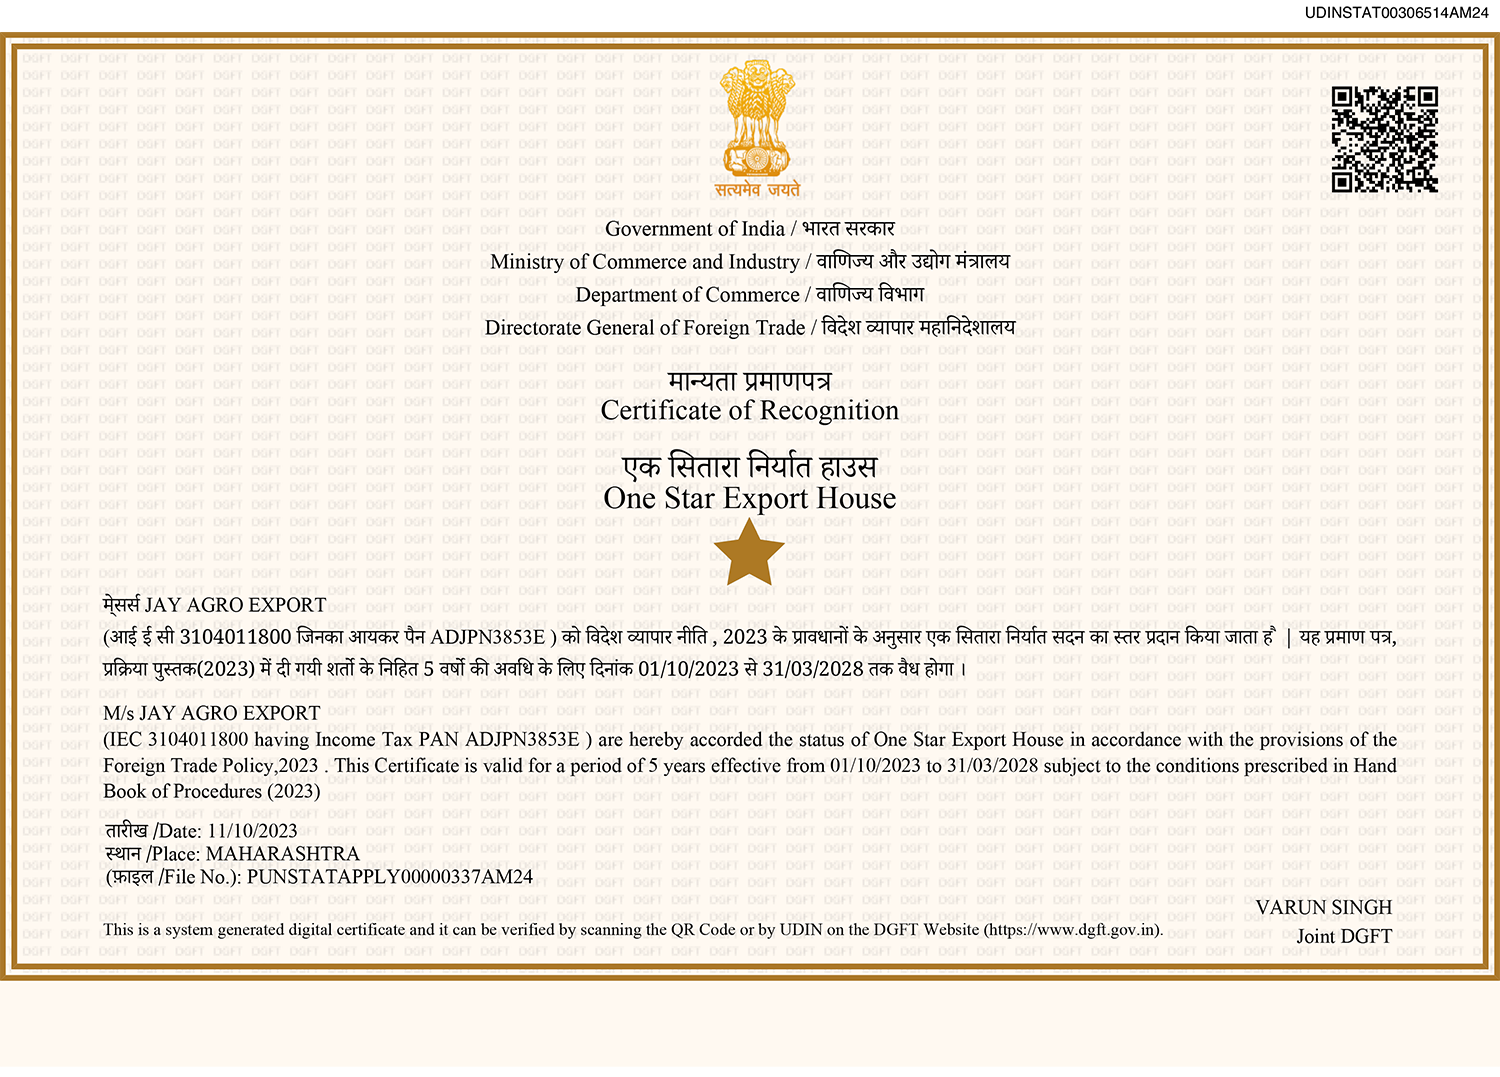 UDINSTAT00306514AM24
सत्यमेव जयते
Government of India / भारत सरकार
Ministry of Commerce and Industry / वाणिज्य और उद्योग मंत्रालय
Department of Commerce / वाणिज्य विभाग
Directorate General of Foreign Trade / विदेश व्यापार महानिदेशालय
मान्यता प्रमाणपत्र
Certificate of Recognition
एक सितारा निर्यात हाउस
One Star Export House
मे्सर्स JAY AGRO EXPORT
(आई ई सी 3104011800 जिनका आयकर पैन ADJPN3853E ) को विदेश व्यापार नीति , 2023 के प्रावधानों के अनुसार एक सितारा निर्यात सदन का स्तर प्रदान किया जाता है | यह प्रमाण पत्र,
प्रक्रिया पुस्तक(2023) में दी गयी शर्तो के निहित 5 वर्षो की अवधि के लिए दिनांक 01/10/2023 से 31/03/2028 तक वैध होगा ।
M/s JAY AGRO EXPORT
(IEC 3104011800 having Income Tax PAN ADJPN3853E ) are hereby accorded the status of One Star Export House in accordance with the provisions of the
Foreign Trade Policy,2023 . This Certificate is valid for a period of 5 years effective from 01/10/2023 to 31/03/2028 subject to the conditions prescribed in Hand
Book of Procedures (2023)
तारीख /Date: 11/10/2023
स्थान /Place: MAHARASHTRA
(फ़ाइल /File No.): PUNSTATAPPLY00000337AM24
VARUN SINGH
This is a system generated digital certificate and it can be verified by scanning the QR Code or by UDIN on the DGFT Website (https://www.dgft.gov.in).
Joint DGFT